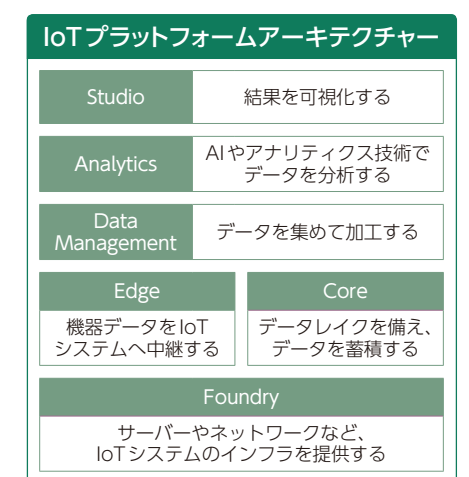 IoTプラットフォームアーキテクチャー
Studio
結果を可視化する
Analytics
AIやアナリティクス技術で
データを分析する
Data
Management
データを集めて加工する
Edge
機器データをIoT
システムへ中継する
Core
データレイクを備え、
データを蓄積する
Foundry
サーバーやネットワークなど、
IoTシステムのインフラを提供する